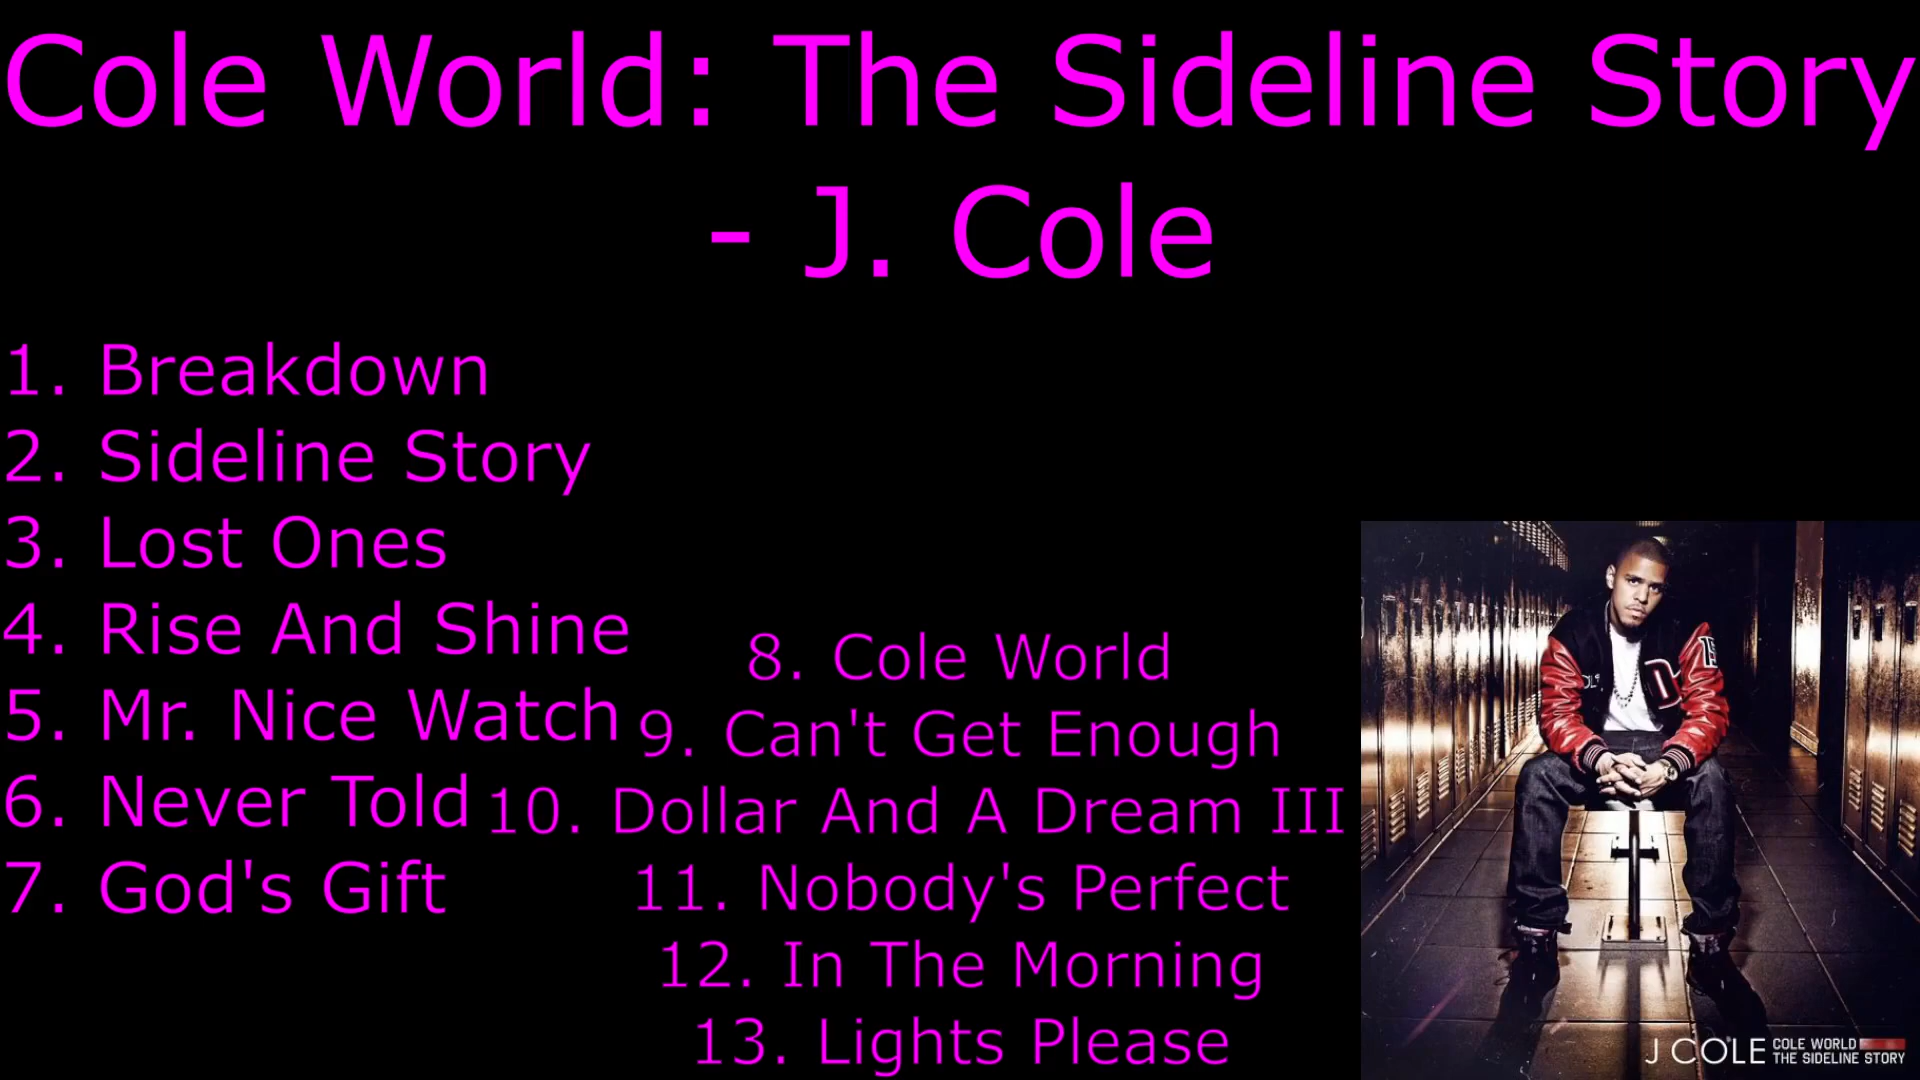 Cole World: The Sideline Story
- J. Cole
1. Breakdown
2. Sideline Story
3. Lost Ones
4. Rise And Shine
5. Mr. Nice Watch
6. Never Told
7. God's Gift
8. Cole World
9. Can't Get Enough
10. Dollar And A Dream III
11. Nobody's Perfect
12. In The Morning
13. Lights Please
D
15
J COLE
COLE WORLD
THE SIDELINE STORY